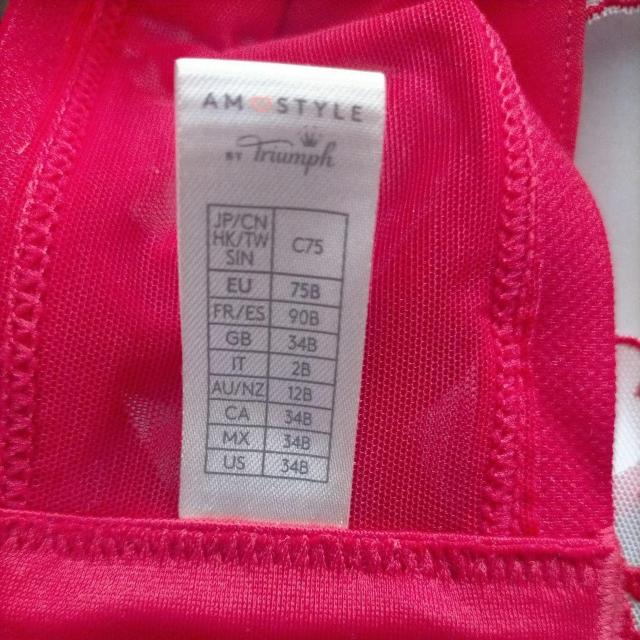 AMOSTYLE
BY Triumph
JP/CN
HK/TW
SIN
C75
EU 75B
FR/ES 90B
GB 34B
IT 2B
AU/NZ 12B
CA 34B
MX 34B
US 34B